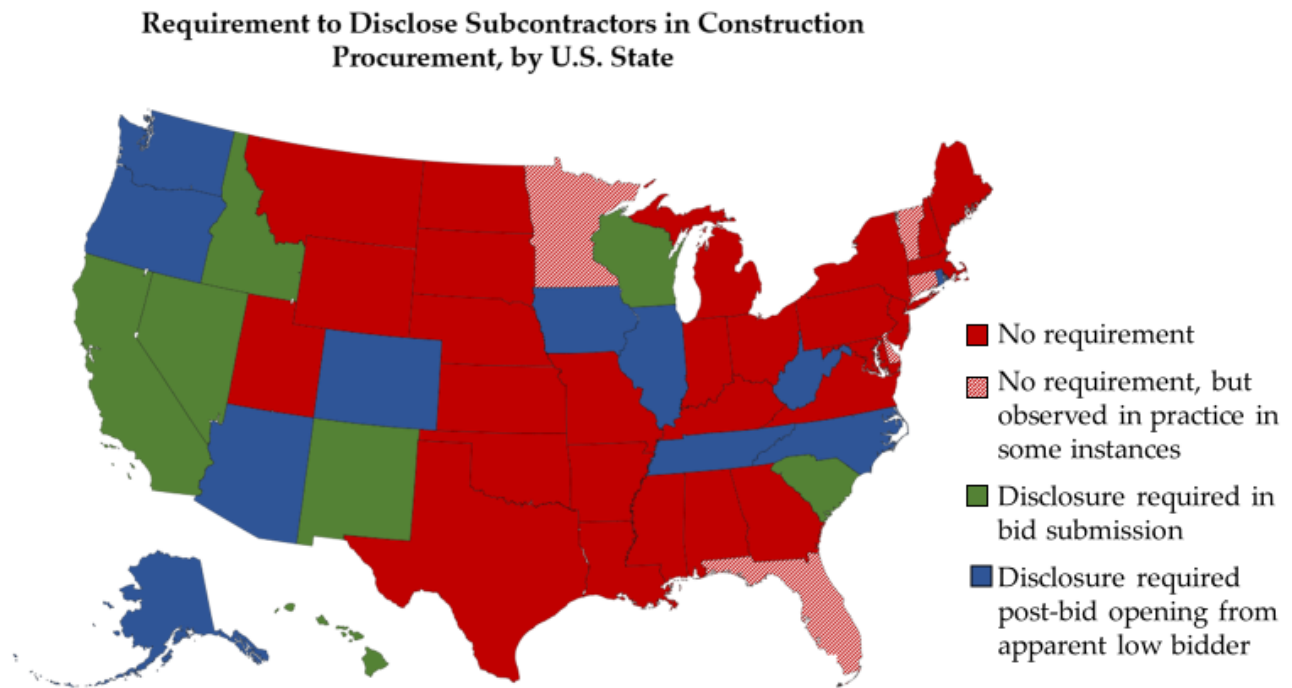 Requirement to Disclose Subcontractors in Construction
Procurement, by U.S. State
No requirement
No requirement, but
observed in practice in
some instances
Disclosure required in
bid submission
Disclosure required
post-bid opening from
apparent low bidder